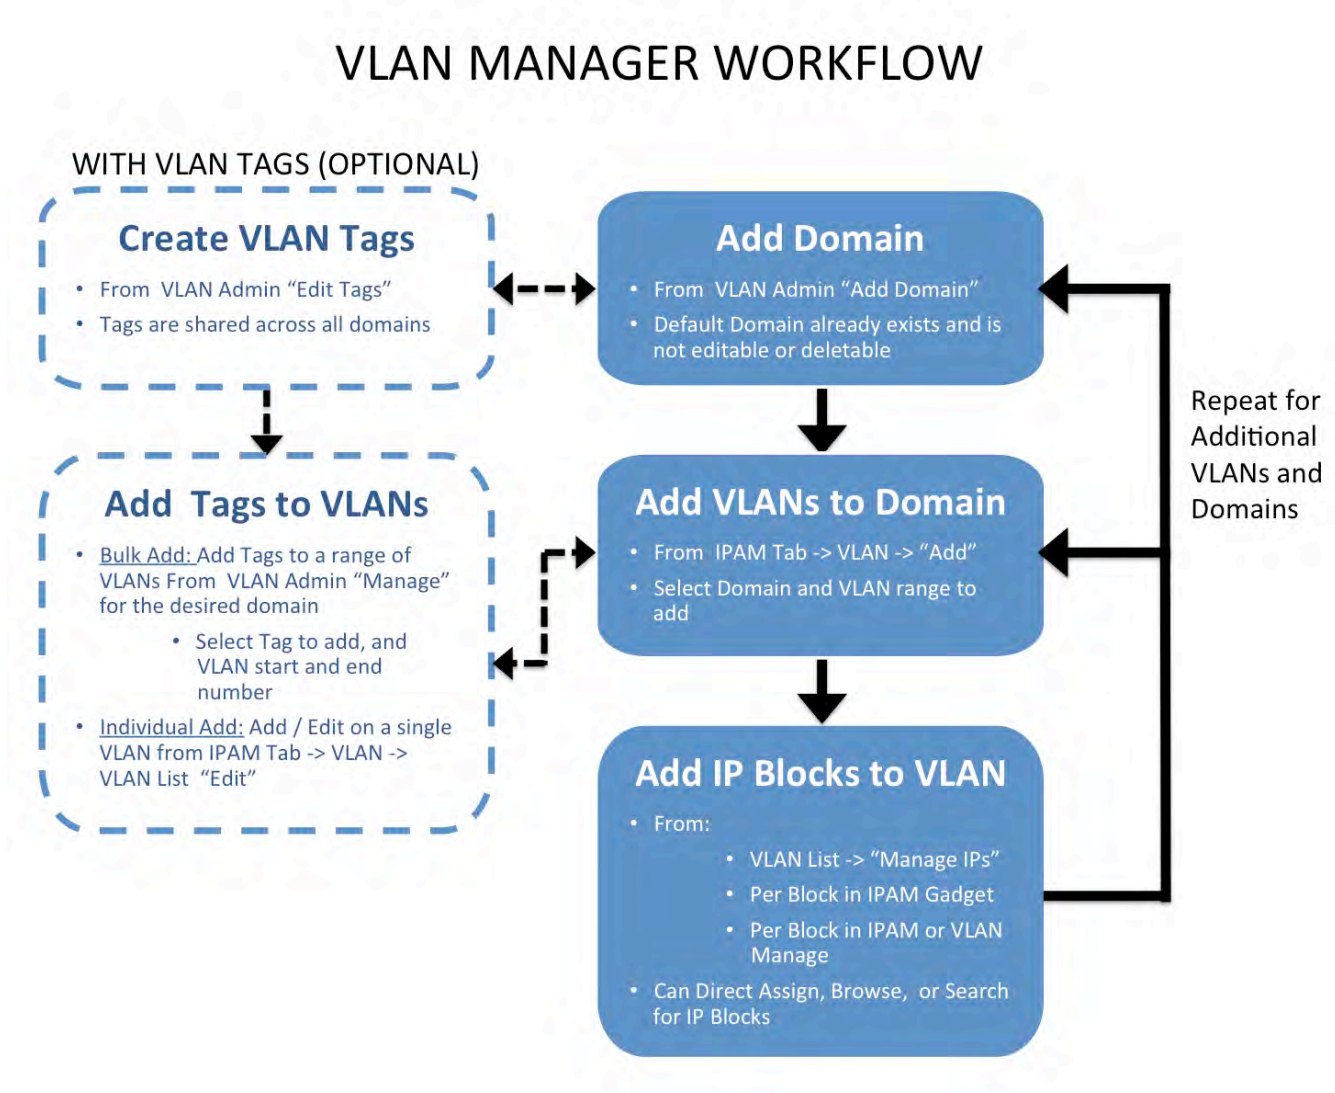 VLAN MANAGER WORKFLOW
WITH VLAN TAGS (OPTIONAL)
Create VLAN Tags
• From VLAN Admin “Edit Tags”
• Tags are shared across all domains
Add Tags to VLANs
• Bulk Add: Add Tags to a range of
VLANs From VLAN Admin “Manage”
for the desired domain
• Select Tag to add, and
VLAN start and end
number
• Individual Add: Add / Edit on a single
VLAN from IPAM Tab -> VLAN ->
VLAN List “Edit”
Add Domain
• From VLAN Admin “Add Domain”
• Default Domain already exists and is
not editable or deletable
Add VLANs to Domain
• From IPAM Tab -> VLAN -> “Add”
• Select Domain and VLAN range to
add
Add IP Blocks to VLAN
• From:
• VLAN List -> “Manage IPs”
• Per Block in IPAM Gadget
• Per Block in IPAM or VLAN
Manage
• Can Direct Assign, Browse, or Search
for IP Blocks
Repeat for
Additional
VLANs and
Domains